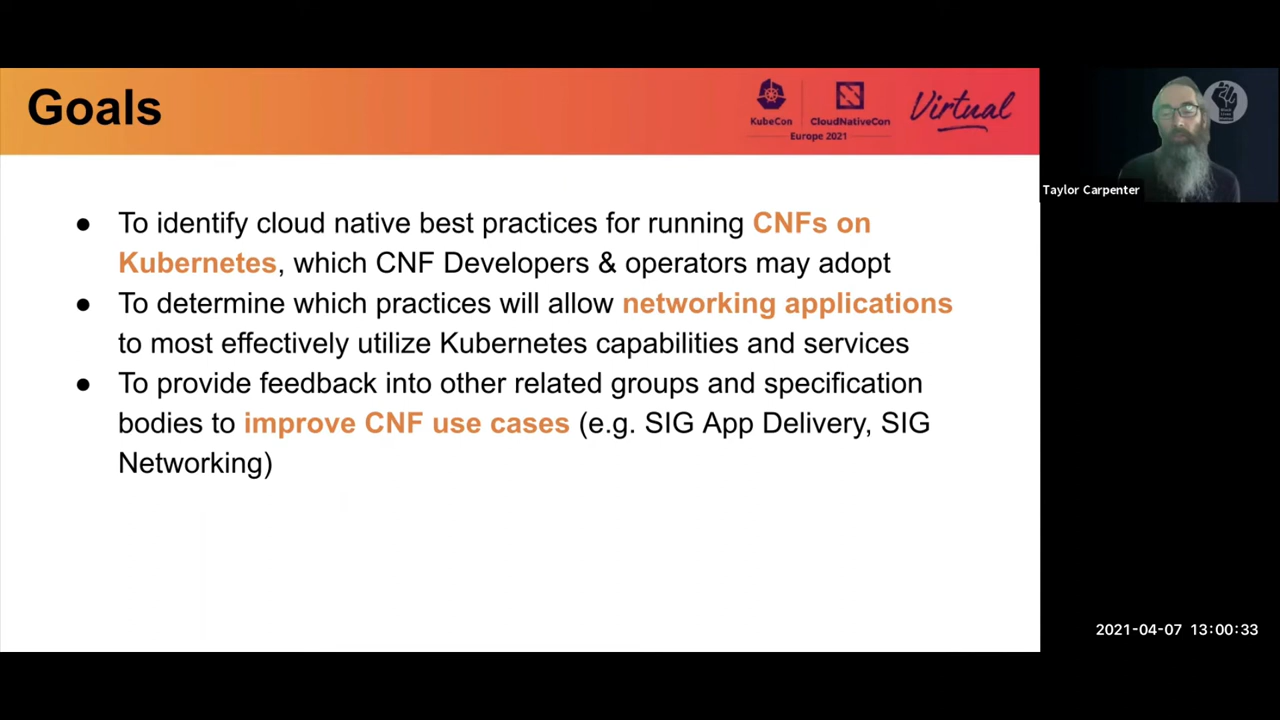 Goals
KubeCon
CloudNativeCon
Europe 2021
Virtual
Taylor Carpenter
● To identify cloud native best practices for running CNFs on
Kubernetes, which CNF Developers & operators may adopt
● To determine which practices will allow networking applications
to most effectively utilize Kubernetes capabilities and services
● To provide feedback into other related groups and specification
bodies to improve CNF use cases (e.g. SIG App Delivery, SIG
Networking)
2021-04-07 13:00:33